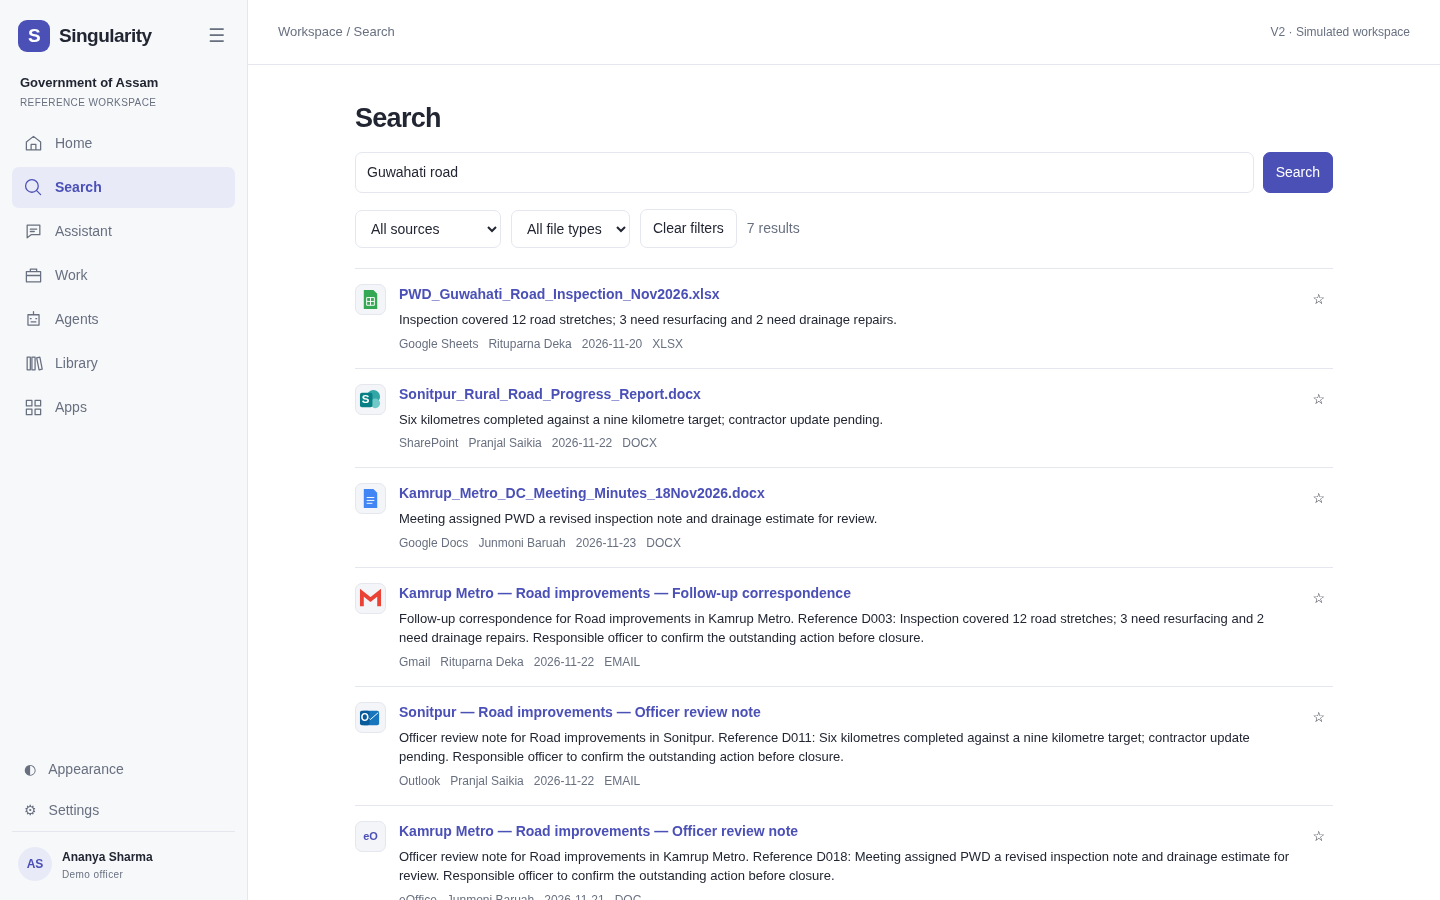 S Singularity ☰
Government of Assam
REFERENCE WORKSPACE
Home
Search
Assistant
Work
Agents
Library
Apps
Appearance
Settings
AS
Ananya Sharma
Demo officer
Workspace / Search
V2 · Simulated workspace
Search
Guwahati road
Search
All sources
All file types
Clear filters
7 results
PWD_Guwahati_Road_Inspection_Nov2026.xlsx
Inspection covered 12 road stretches; 3 need resurfacing and 2 need drainage repairs.
Google Sheets Rituparna Deka 2026-11-20 XLSX
S
Sonitpur_Rural_Road_Progress_Report.docx
Six kilometres completed against a nine kilometre target; contractor update pending.
SharePoint Pranjal Saikia 2026-11-22 DOCX
Kamrup_Metro_DC_Meeting_Minutes_18Nov2026.docx
Meeting assigned PWD a revised inspection note and drainage estimate for review.
Google Docs Junmoni Baruah 2026-11-23 DOCX
Kamrup Metro — Road improvements — Follow-up correspondence
Follow-up correspondence for Road improvements in Kamrup Metro. Reference D003: Inspection covered 12 road stretches; 3 need resurfacing and 2
need drainage repairs. Responsible officer to confirm the outstanding action before closure.
Gmail Rituparna Deka 2026-11-22 EMAIL
O
Sonitpur — Road improvements — Officer review note
Officer review note for Road improvements in Sonitpur. Reference D011: Six kilometres completed against a nine kilometre target; contractor update
pending. Responsible officer to confirm the outstanding action before closure.
Outlook Pranjal Saikia 2026-11-22 EMAIL
eO
Kamrup Metro — Road improvements — Officer review note
Officer review note for Road improvements in Kamrup Metro. Reference D018: Meeting assigned PWD a revised inspection note and drainage estimate for
review. Responsible officer to confirm the outstanding action before closure.
eOffice Junmoni Baruah 2026-11-21 DOC